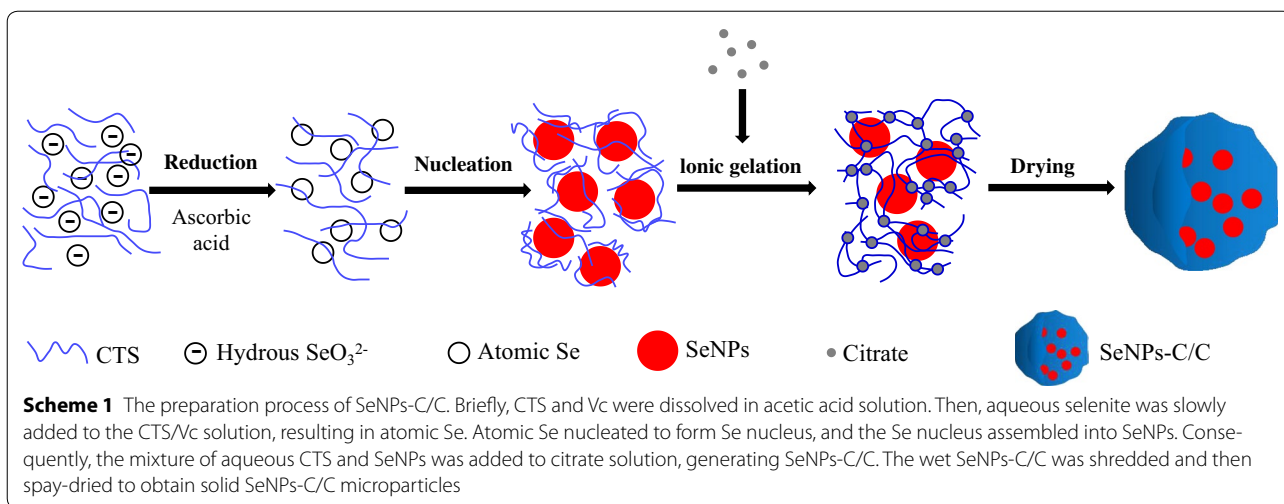 Reduction
Ascorbic
acid
Nucleation
Ionic gelation
Drying
CTS
Hydrous SeO₃²⁻
Atomic Se
SeNPs
Citrate
SeNPs-C/C
Scheme 1 The preparation process of SeNPs-C/C. Briefly, CTS and Vc were dissolved in acetic acid solution. Then, aqueous selenite was slowly
added to the CTS/Vc solution, resulting in atomic Se. Atomic Se nucleated to form Se nucleus, and the Se nucleus assembled into SeNPs. Conse-
quently, the mixture of aqueous CTS and SeNPs was added to citrate solution, generating SeNPs-C/C. The wet SeNPs-C/C was shredded and then
spay-dried to obtain solid SeNPs-C/C microparticles